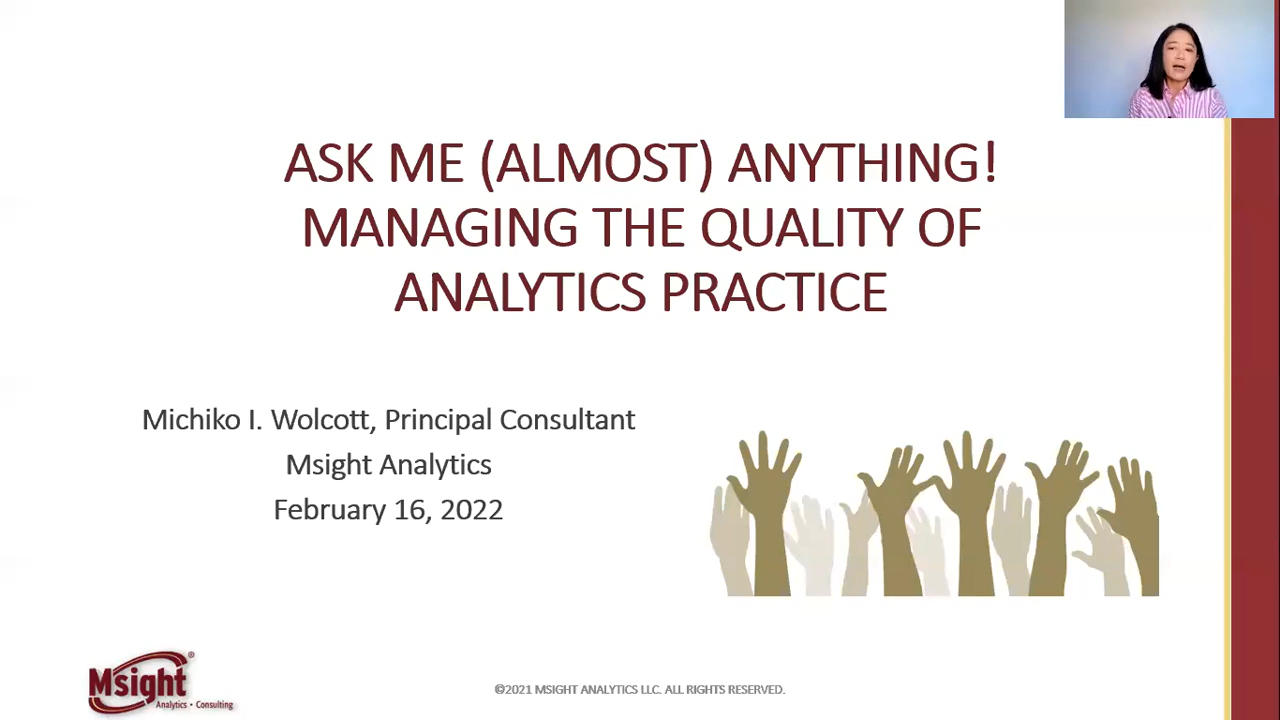 ASK ME (ALMOST) ANYTHING!
MANAGING THE QUALITY OF
ANALYTICS PRACTICE
Michiko I. Wolcott, Principal Consultant
Msight Analytics
February 16, 2022
Msight®
Analytics • Consulting
©2021 MSIGHT ANALYTICS LLC. ALL RIGHTS RESERVED.